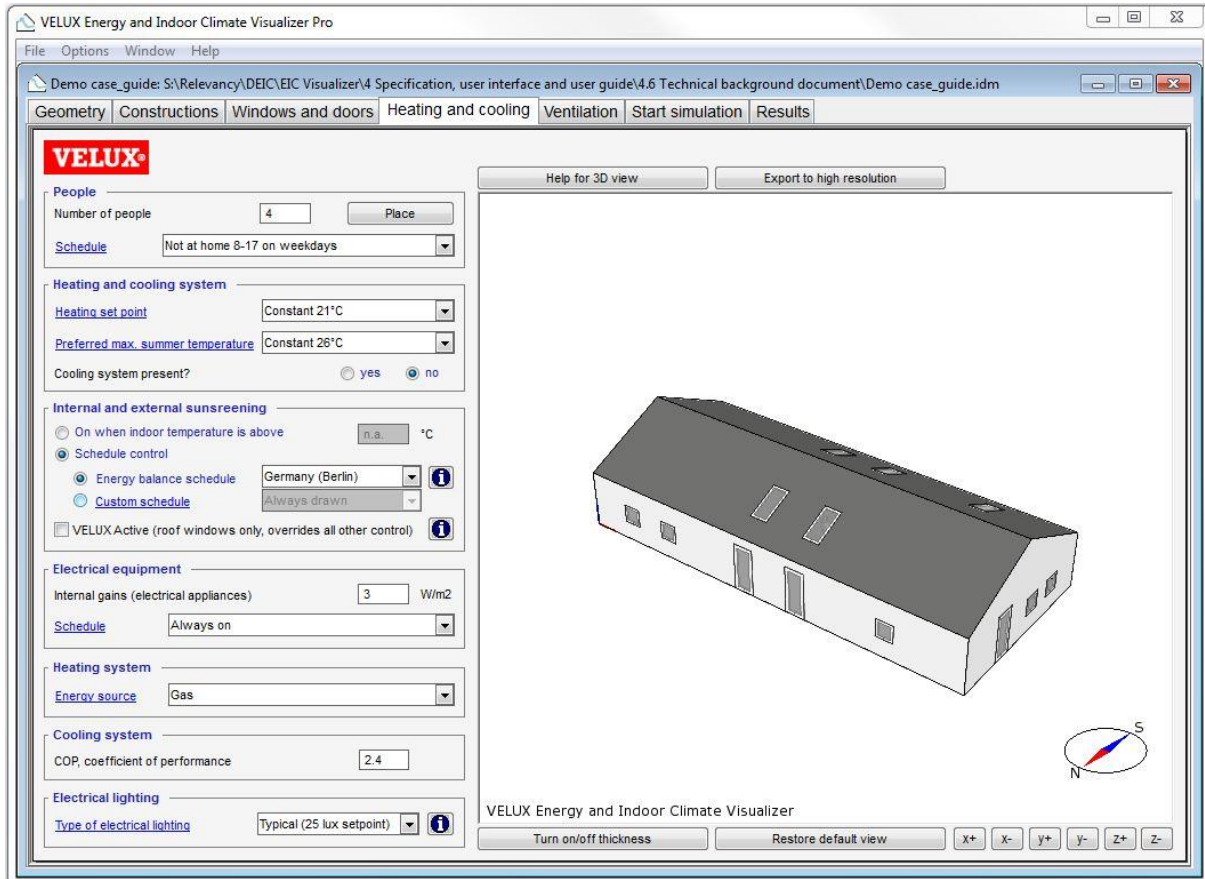 VELUX Energy and Indoor Climate Visualizer Pro
File Options Window Help
Demo case_guide: S:\Relevancy\DEIC\EIC Visualizer\4 Specification, user interface and user guide\4.6 Technical background document\Demo case_guide.idm
Geometry Constructions Windows and doors Heating and cooling Ventilation Start simulation Results
VELUX®
People
Number of people 4 Place
Schedule Not at home 8-17 on weekdays
Heating and cooling system
Heating set point Constant 21°C
Preferred max. summer temperature Constant 26°C
Cooling system present? yes no
Internal and external sunsreening
On when indoor temperature is above n.a. °C
Schedule control
Energy balance schedule Germany (Berlin) i
Custom schedule Always drawn
VELUX Active (roof windows only, overrides all other control) i
Electrical equipment
Internal gains (electrical appliances) 3 W/m2
Schedule Always on
Heating system
Energy source Gas
Cooling system
COP, coefficient of performance 2.4
Electrical lighting
Type of electrical lighting Typical (25 lux setpoint) i
Help for 3D view Export to high resolution
S
N
VELUX Energy and Indoor Climate Visualizer
Turn on/off thickness Restore default view x+ x- y+ y- z+ z-